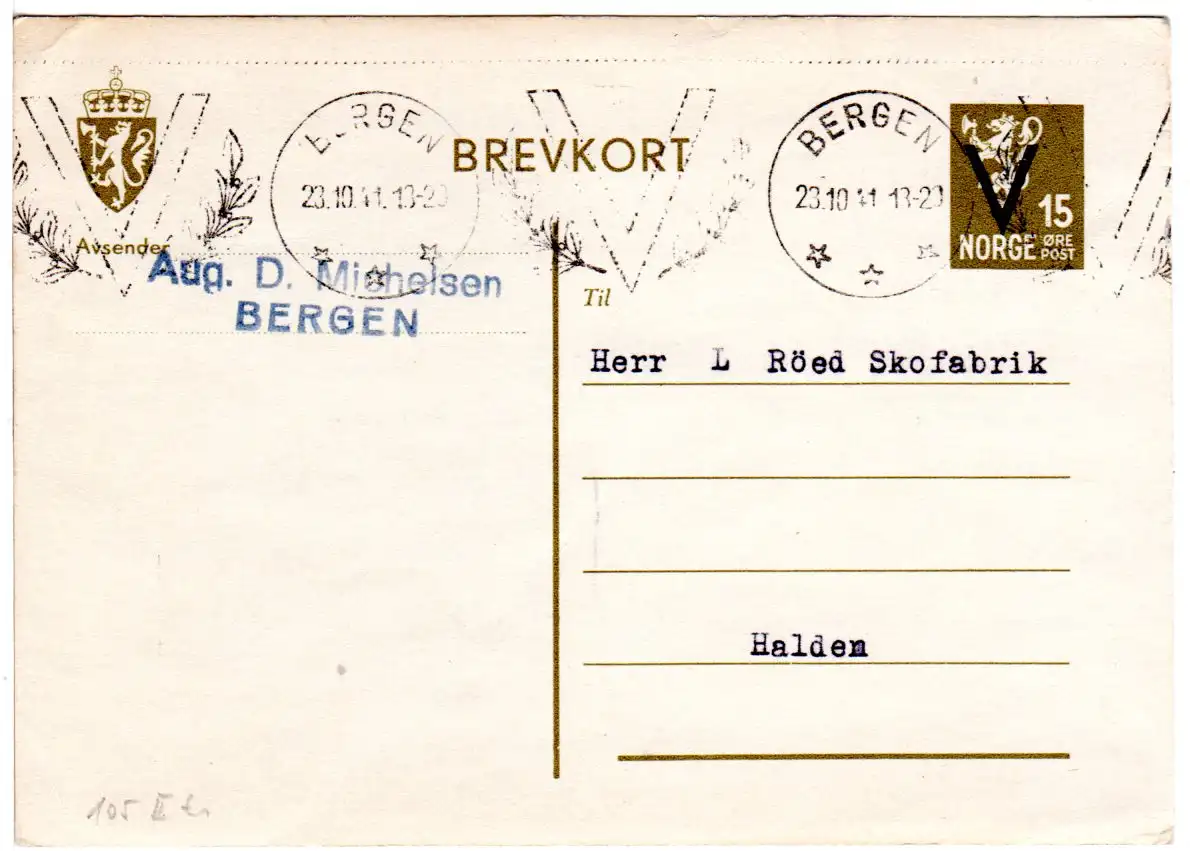 BREVKORT
BERGEN
23.10.41.13-20
BERGEN
23.10 41 13-20
V
15
NORGE ØRE
POST
Avsender
Aug. D. Michelsen
BERGEN
Til
Herr L Röed Skofabrik
Halden
105 II